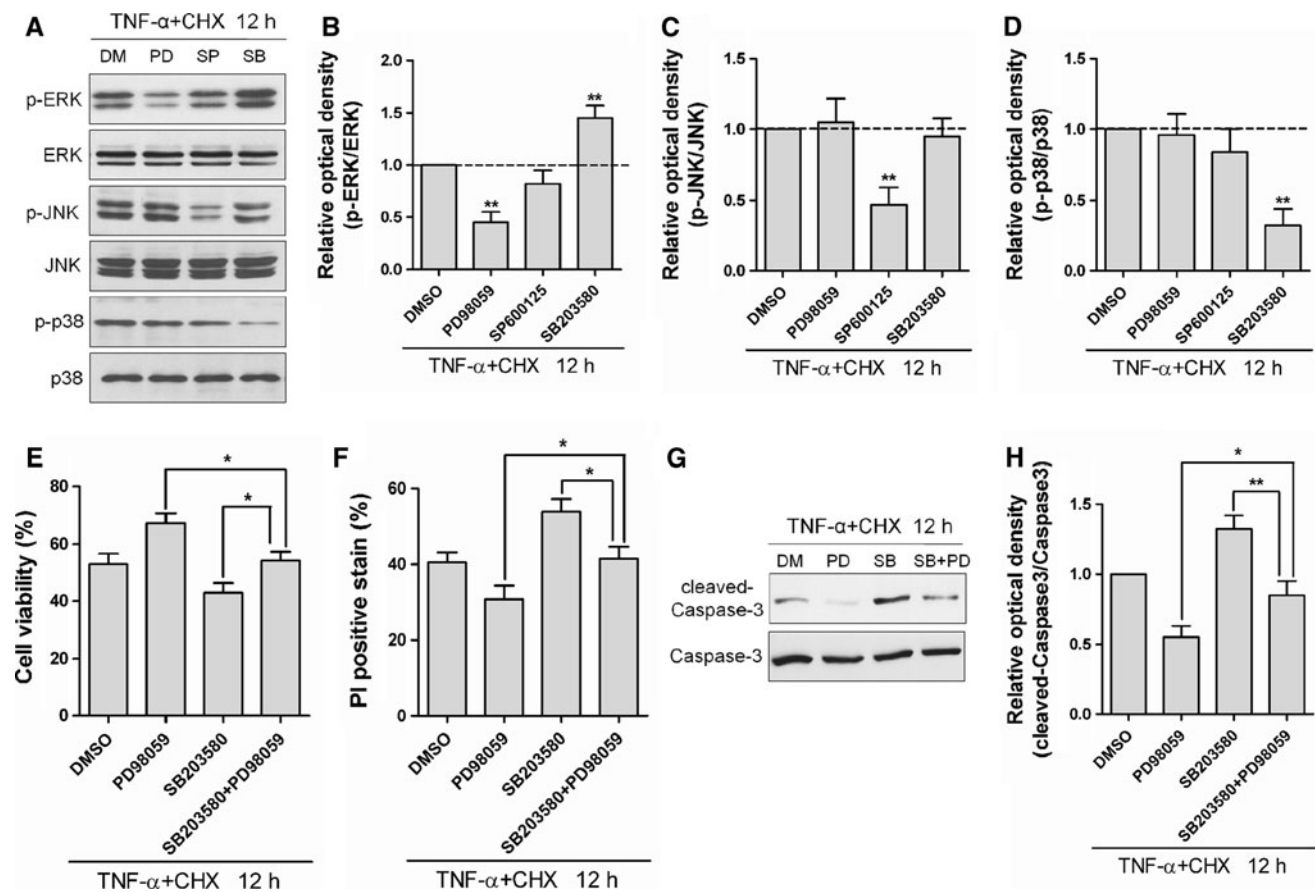 A
TNF-α+CHX 12 h
DM PD SP SB
p-ERK
ERK
p-JNK
JNK
p-p38
p38
B
Relative optical density
(p-ERK/ERK)
2.0
1.5
1.0
0.5
0.0
**
**
DMSO
PD98059
SP600125
SB203580
TNF-α+CHX 12 h
C
Relative optical density
(p-JNK/JNK)
1.5
1.0
0.5
0.0
**
DMSO
PD98059
SP600125
SB203580
TNF-α+CHX 12 h
D
Relative optical density
(p-p38/p38)
1.5
1.0
0.5
0.0
**
DMSO
PD98059
SP600125
SB203580
TNF-α+CHX 12 h
E
Cell viability (%)
80
60
40
20
0
*
*
DMSO
PD98059
SB203580
SB203580+PD98059
TNF-α+CHX 12 h
F
PI positive stain (%)
80
60
40
20
0
*
*
DMSO
PD98059
SB203580
SB203580+PD98059
TNF-α+CHX 12 h
G
TNF-α+CHX 12 h
DM PD SB SB+PD
cleaved-
Caspase-3
Caspase-3
H
Relative optical density
(cleaved-Caspase3/Caspase3)
1.5
1.0
0.5
0.0
*
**
DMSO
PD98059
SB203580
SB203580+PD98059
TNF-α+CHX 12 h